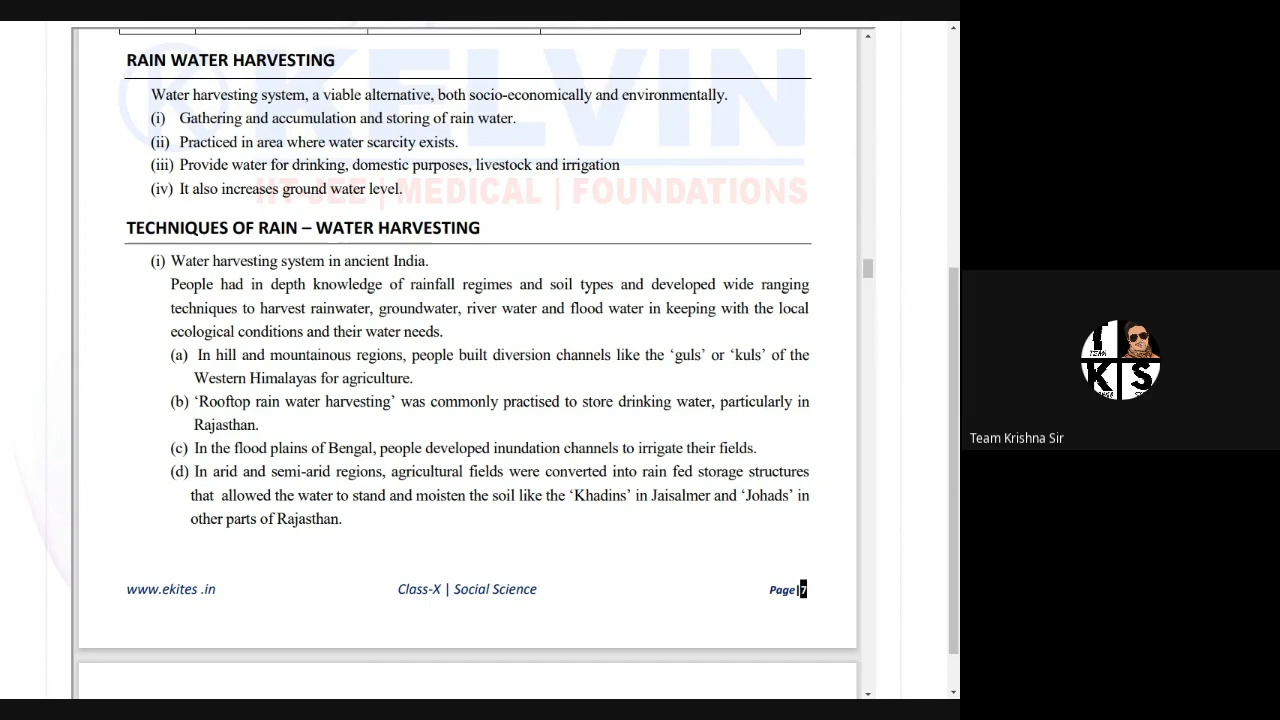 RAIN WATER HARVESTING
KELVIN
Water harvesting system, a viable alternative, both socio-economically and environmentally.
(i) Gathering and accumulation and storing of rain water.
(ii) Practiced in area where water scarcity exists.
(iii) Provide water for drinking, domestic purposes, livestock and irrigation
(iv) It also increases ground water level.
IIT-JEE | MEDICAL | FOUNDATIONS
TECHNIQUES OF RAIN – WATER HARVESTING
(i) Water harvesting system in ancient India.
People had in depth knowledge of rainfall regimes and soil types and developed wide ranging
techniques to harvest rainwater, groundwater, river water and flood water in keeping with the local
ecological conditions and their water needs.
(a) In hill and mountainous regions, people built diversion channels like the ‘guls’ or ‘kuls’ of the
Western Himalayas for agriculture.
(b) ‘Rooftop rain water harvesting’ was commonly practised to store drinking water, particularly in
Rajasthan.
(c) In the flood plains of Bengal, people developed inundation channels to irrigate their fields.
(d) In arid and semi-arid regions, agricultural fields were converted into rain fed storage structures
that allowed the water to stand and moisten the soil like the ‘Khadins’ in Jaisalmer and ‘Johads’ in
other parts of Rajasthan.
www.ekites .in Class-X | Social Science Page|7
TEAM
K S
Team Krishna Sir